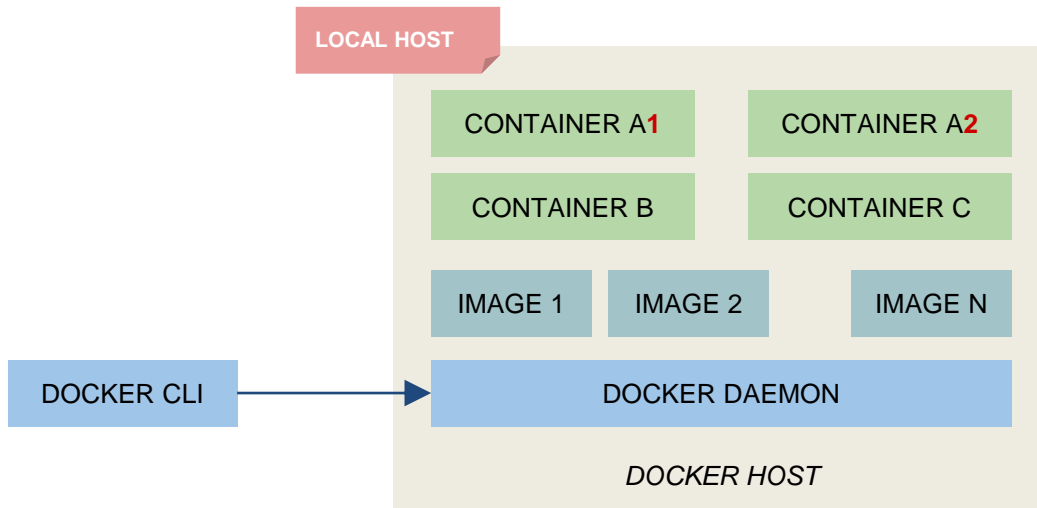 LOCAL HOST
CONTAINER A1
CONTAINER A2
CONTAINER B
CONTAINER C
IMAGE 1
IMAGE 2
IMAGE N
DOCKER CLI
DOCKER DAEMON
DOCKER HOST